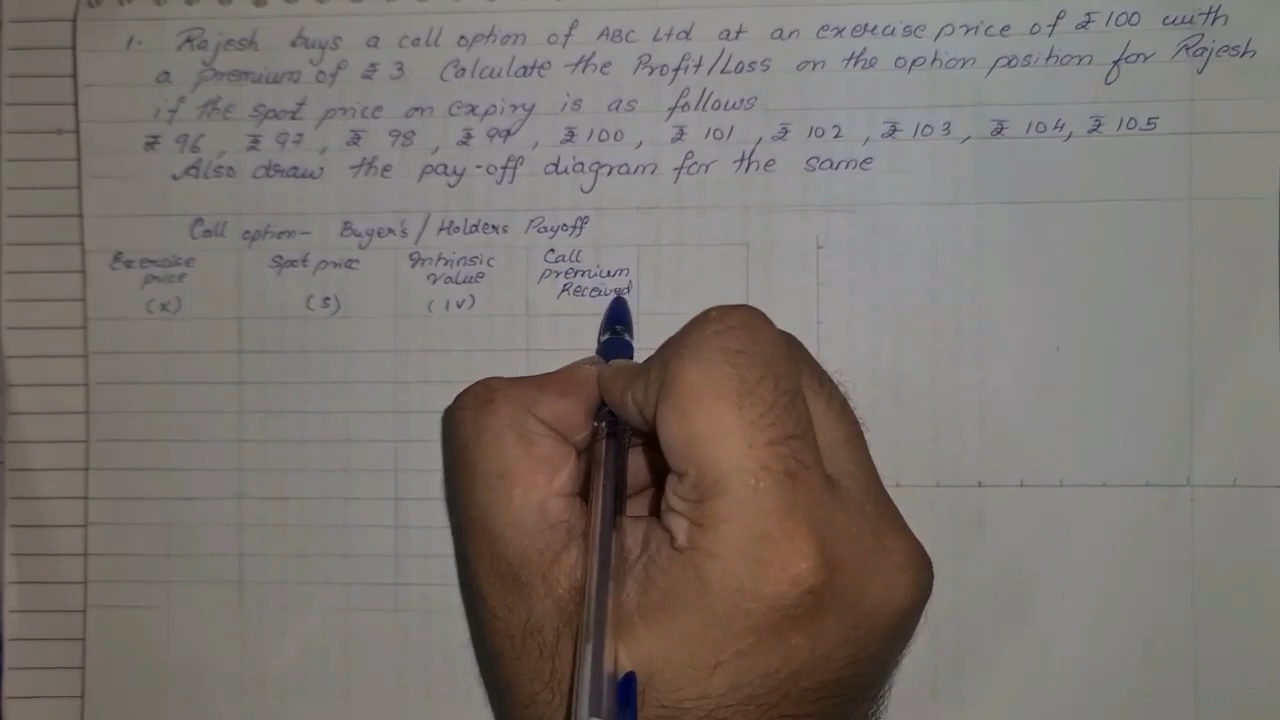 1. Rajesh buys a call option of ABC Ltd at an exercise price of ₹100 with
a premium of ₹3. Calculate the Profit/Loss on the option position for Rajesh
if the spot price on expiry is as follows
₹96, ₹97, ₹98, ₹99, ₹100, ₹101, ₹102, ₹103, ₹104, ₹105
Also draw the pay-off diagram for the same
Call option- Buyer's/Holders Payoff
Exercise price (X)
Spot price (S)
Intrinsic Value (IV)
Call premium Received